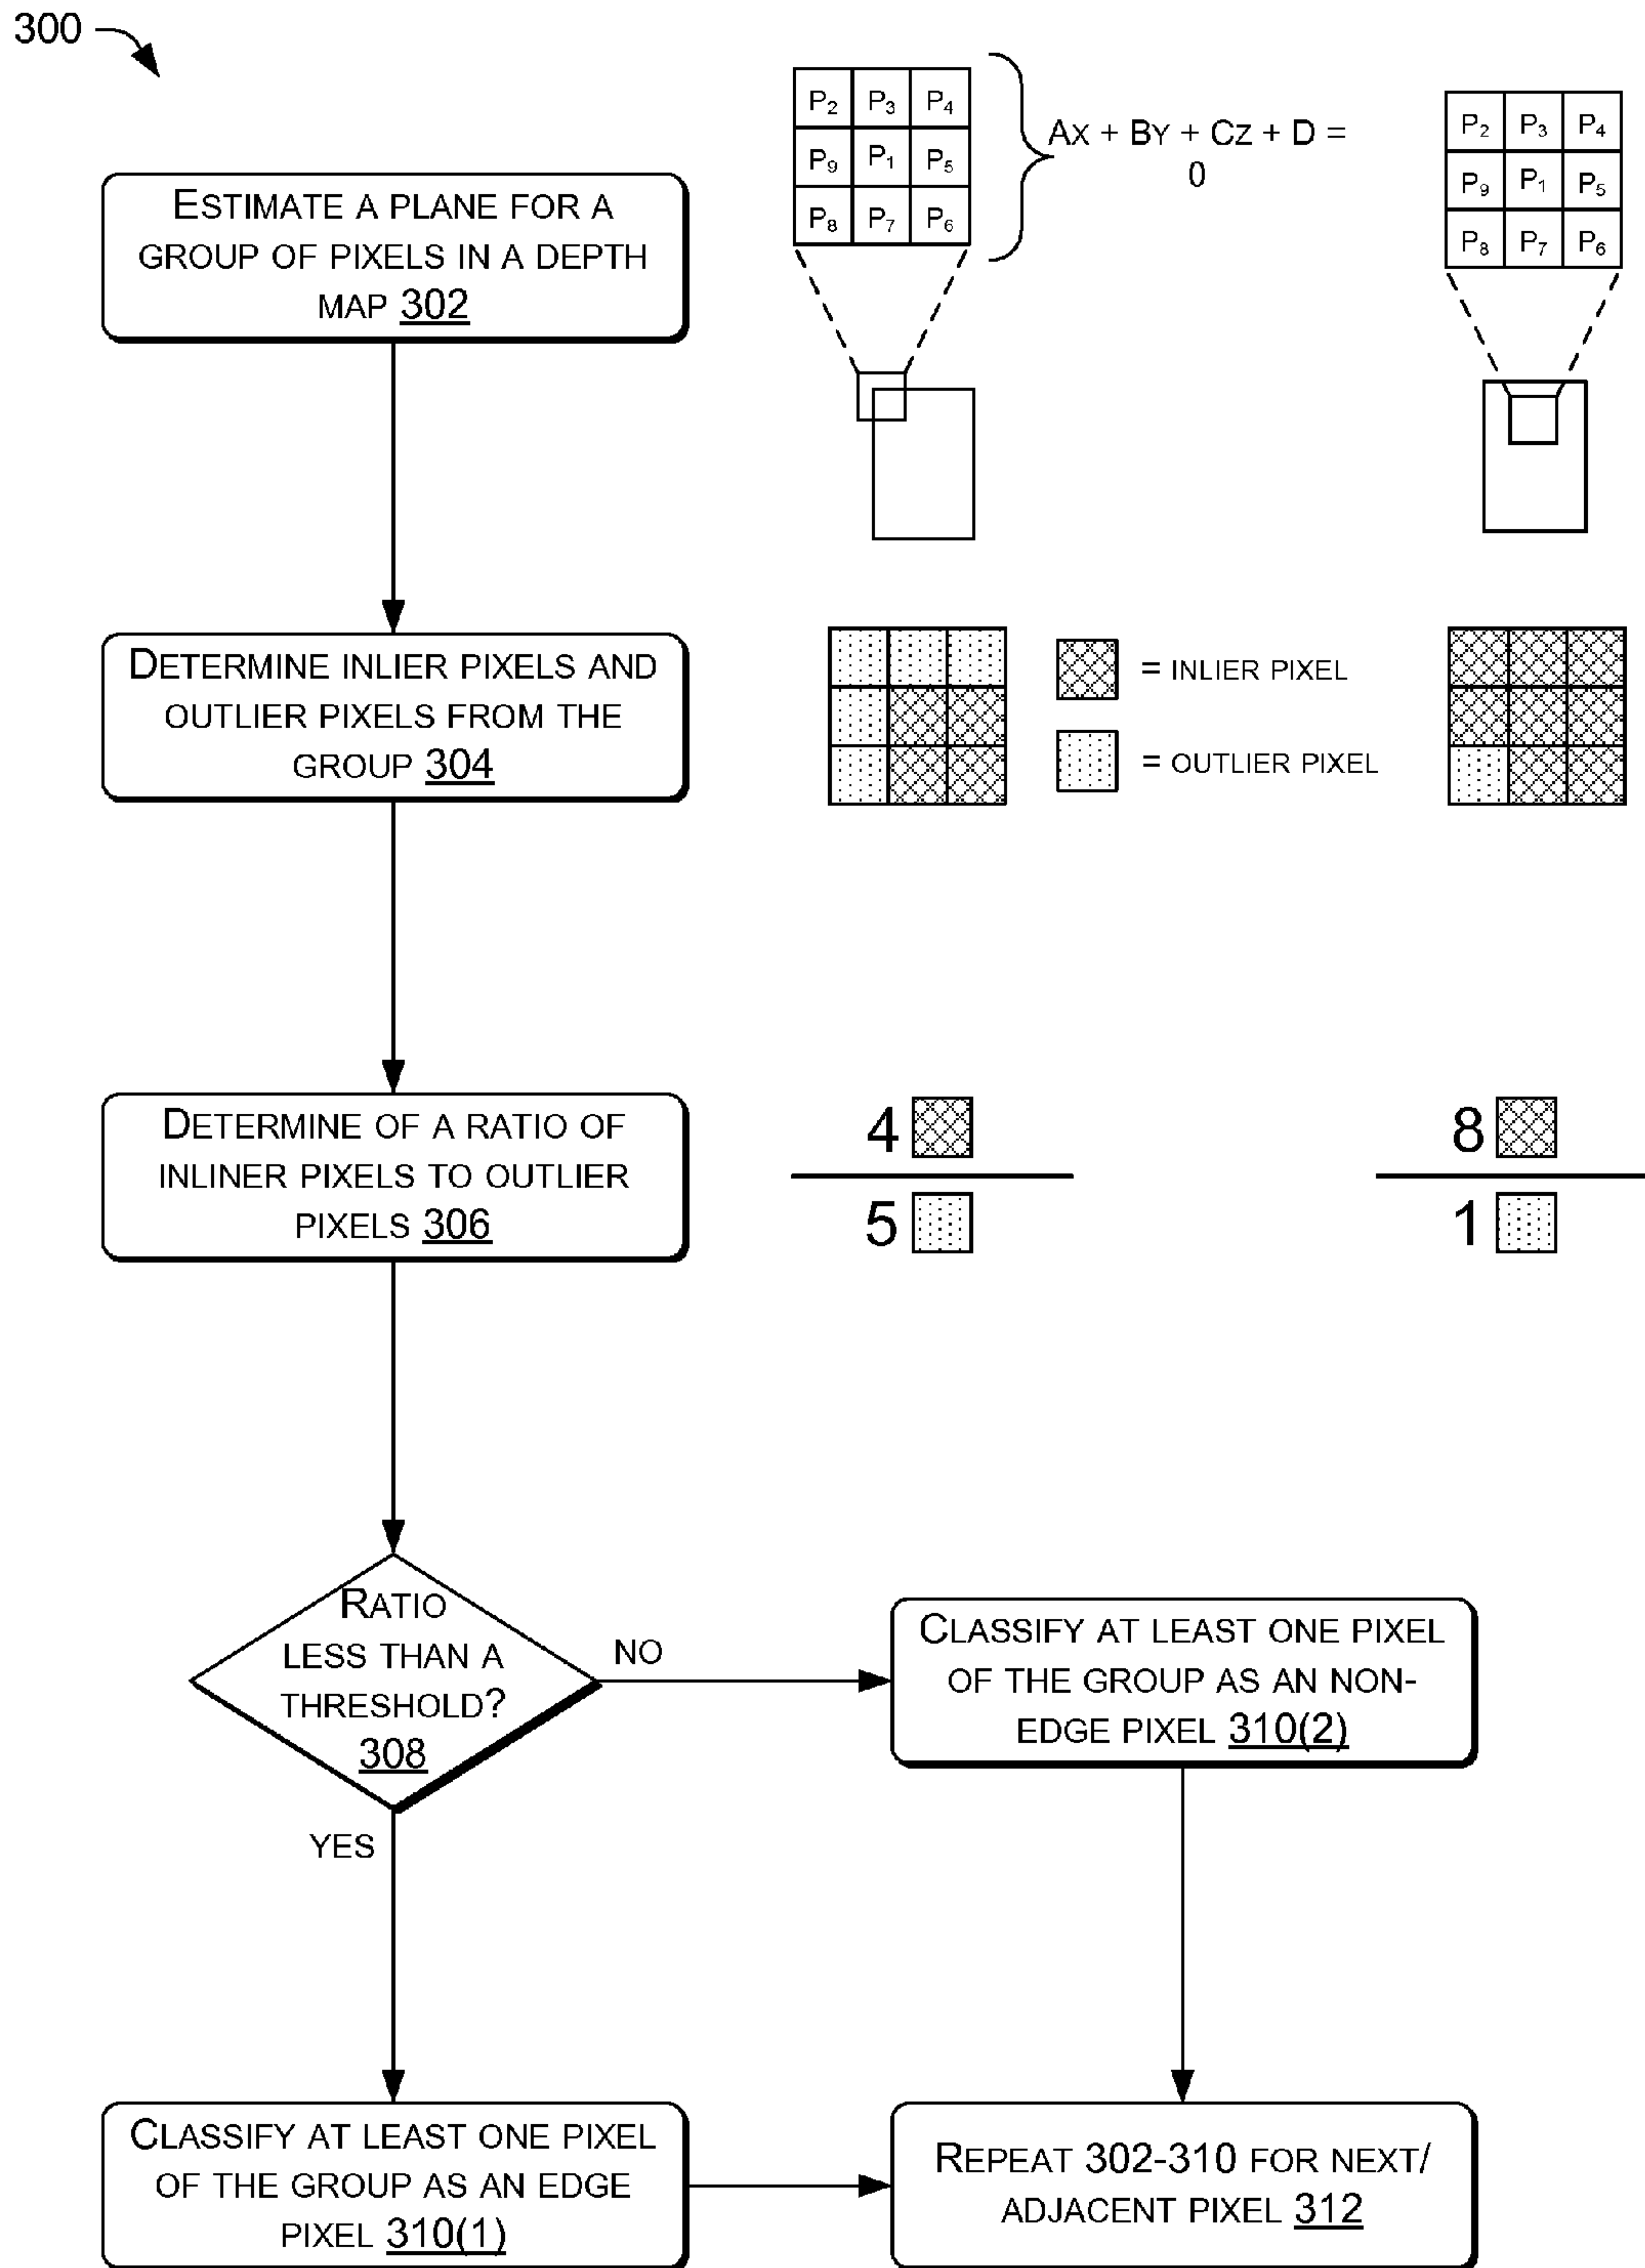 300
P₂ P₃ P₄
P₉ P₁ P₅
P₈ P₇ P₆
AX + BY + CZ + D =
0
P₂ P₃ P₄
P₉ P₁ P₅
P₈ P₇ P₆
ESTIMATE A PLANE FOR A
GROUP OF PIXELS IN A DEPTH
MAP 302
DETERMINE INLIER PIXELS AND
OUTLIER PIXELS FROM THE
GROUP 304
= INLIER PIXEL
= OUTLIER PIXEL
DETERMINE OF A RATIO OF
INLINER PIXELS TO OUTLIER
PIXELS 306
4
5
8
1
RATIO
LESS THAN A
THRESHOLD?
308
NO
YES
CLASSIFY AT LEAST ONE PIXEL
OF THE GROUP AS AN NON-
EDGE PIXEL 310(2)
CLASSIFY AT LEAST ONE PIXEL
OF THE GROUP AS AN EDGE
PIXEL 310(1)
REPEAT 302-310 FOR NEXT/
ADJACENT PIXEL 312